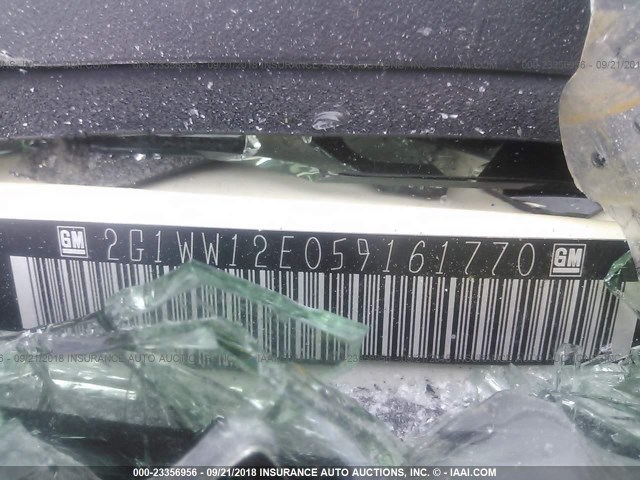 GM 2G1WW12E059161770 GM
000-23356956 - 09/21/2018 INSURANCE AUTO AUCTIONS, INC. © - IAAI.COM